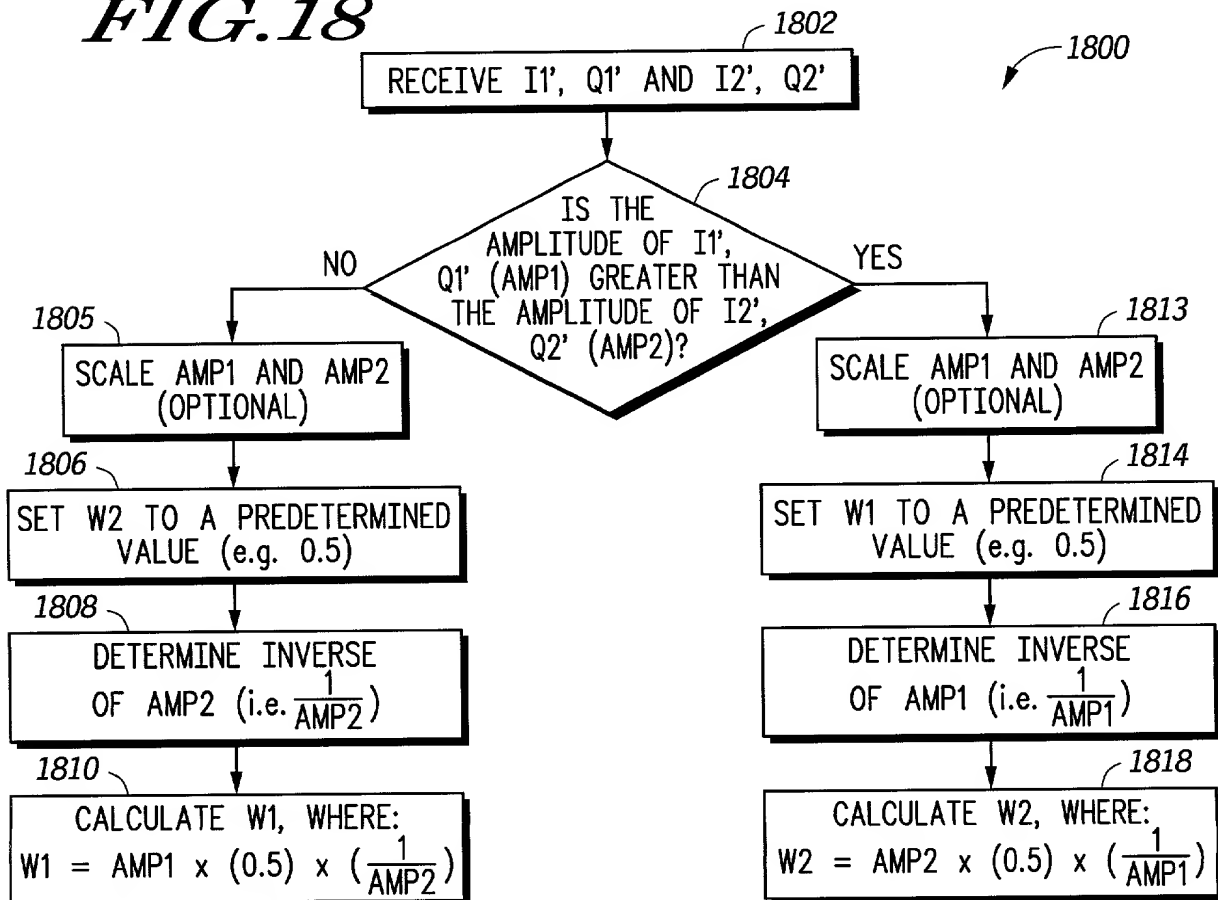 FIG.18
1802
1800
RECEIVE I1', Q1' AND I2', Q2'
1804
IS THE
AMPLITUDE OF I1',
Q1' (AMP1) GREATER THAN
THE AMPLITUDE OF I2',
Q2' (AMP2)?
NO
YES
1805
SCALE AMP1 AND AMP2
(OPTIONAL)
1806
SET W2 TO A PREDETERMINED
VALUE (e.g. 0.5)
1808
DETERMINE INVERSE
OF AMP2 (i.e. 1/AMP2)
1810
CALCULATE W1, WHERE:
W1 = AMP1 x (0.5) x (1/AMP2)
1813
SCALE AMP1 AND AMP2
(OPTIONAL)
1814
SET W1 TO A PREDETERMINED
VALUE (e.g. 0.5)
1816
DETERMINE INVERSE
OF AMP1 (i.e. 1/AMP1)
1818
CALCULATE W2, WHERE:
W2 = AMP2 x (0.5) x (1/AMP1)